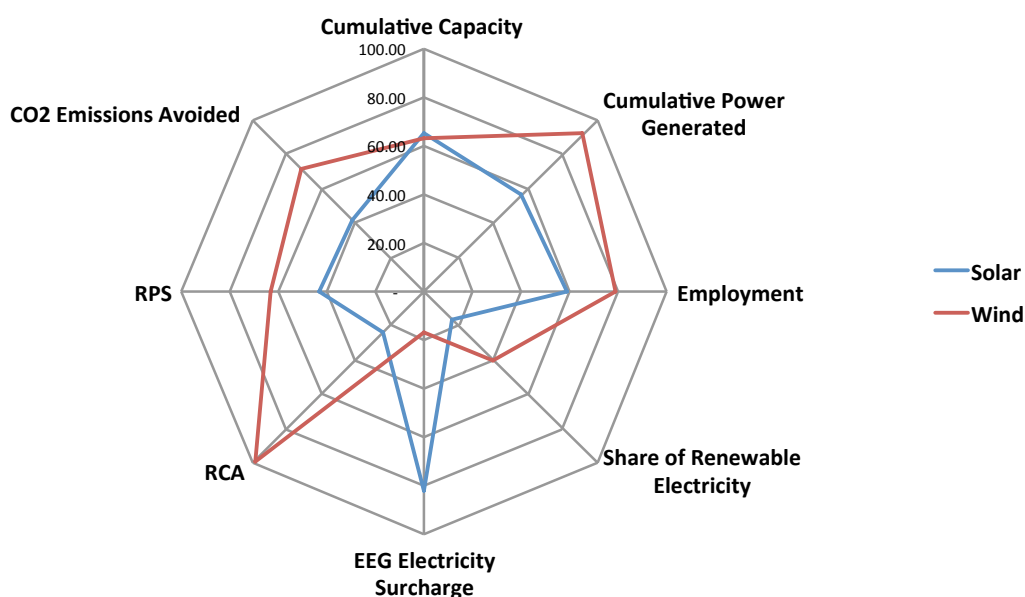 Cumulative Capacity
100.00
80.00
60.00
40.00
20.00
-
Cumulative Power
Generated
Employment
Share of Renewable
Electricity
EEG Electricity
Surcharge
RCA
RPS
CO2 Emissions Avoided
Solar
Wind